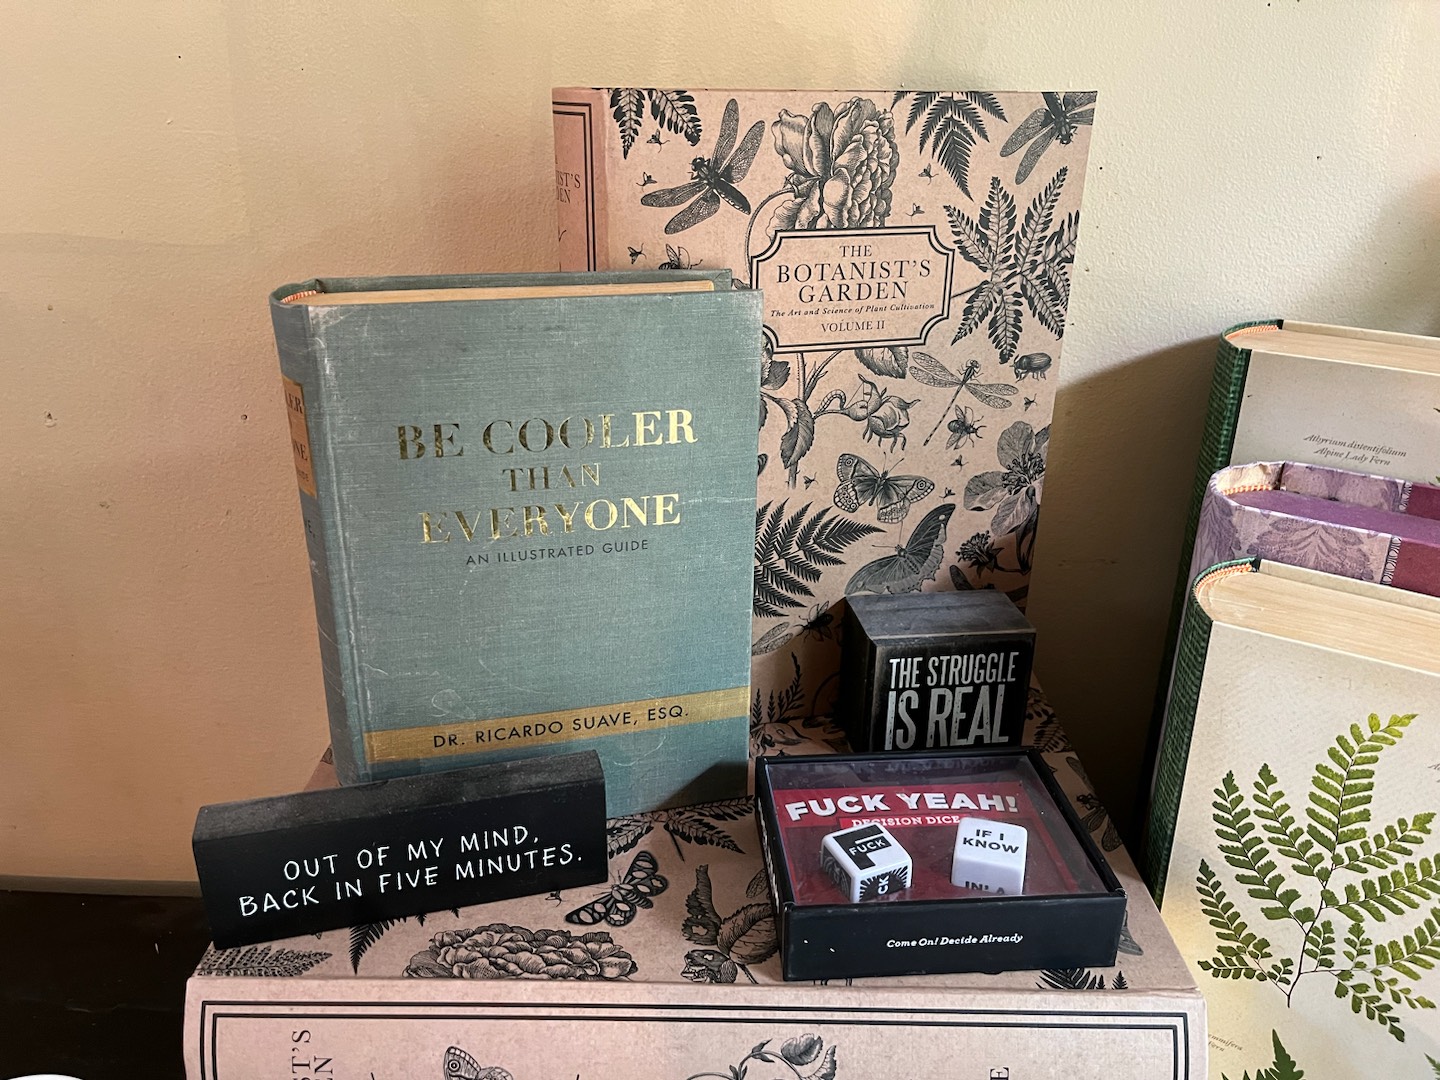 THE
BOTANIST'S
GARDEN
The Art and Science of Plant Cultivation
VOLUME II
BE COOLER
THAN
EVERYONE
AN ILLUSTRATED GUIDE
DR. RICARDO SUAVE, ESQ.
THE STRUGGLE
IS REAL
OUT OF MY MIND,
BACK IN FIVE MINUTES.
FUCK YEAH!
DECISION DICE
FUCK
IF I
KNOW
Come On! Decide Already
Athyrium distentifolium
Alpine Lady Fern